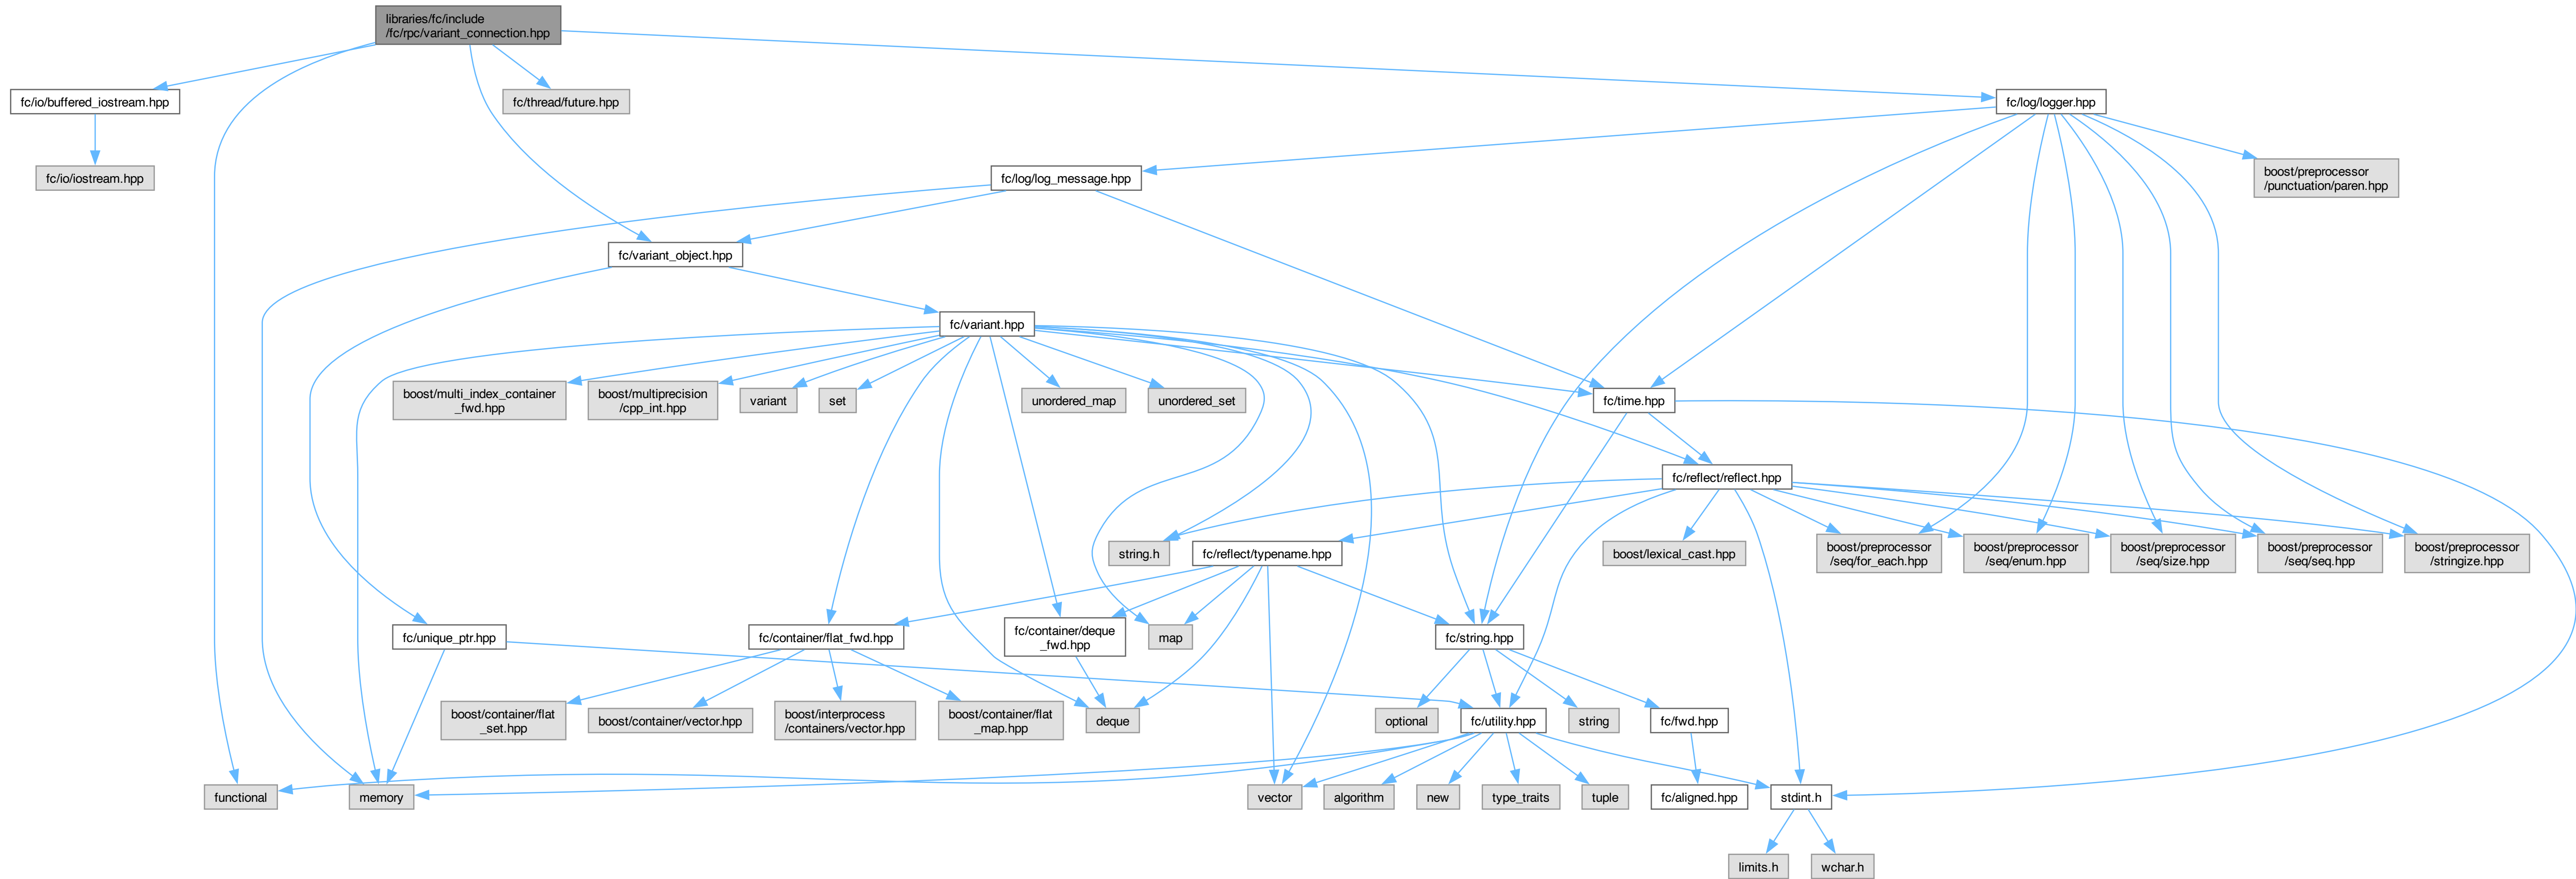 libraries/fc/include
/fc/rpc/variant_connection.hpp
fc/io/buffered_iostream.hpp
fc/thread/future.hpp
fc/log/logger.hpp
fc/io/iostream.hpp
fc/log/log_message.hpp
boost/preprocessor
/punctuation/paren.hpp
fc/variant_object.hpp
fc/variant.hpp
boost/multi_index_container
_fwd.hpp
boost/multiprecision
/cpp_int.hpp
variant
set
unordered_map
unordered_set
fc/time.hpp
fc/reflect/reflect.hpp
string.h
fc/reflect/typename.hpp
boost/lexical_cast.hpp
boost/preprocessor
/seq/for_each.hpp
boost/preprocessor
/seq/enum.hpp
boost/preprocessor
/seq/size.hpp
boost/preprocessor
/seq/seq.hpp
boost/preprocessor
/stringize.hpp
fc/unique_ptr.hpp
fc/container/flat_fwd.hpp
fc/container/deque
_fwd.hpp
map
fc/string.hpp
boost/container/flat
_set.hpp
boost/container/vector.hpp
boost/interprocess
/containers/vector.hpp
boost/container/flat
_map.hpp
deque
optional
fc/utility.hpp
string
fc/fwd.hpp
functional
memory
vector
algorithm
new
type_traits
tuple
fc/aligned.hpp
stdint.h
limits.h
wchar.h